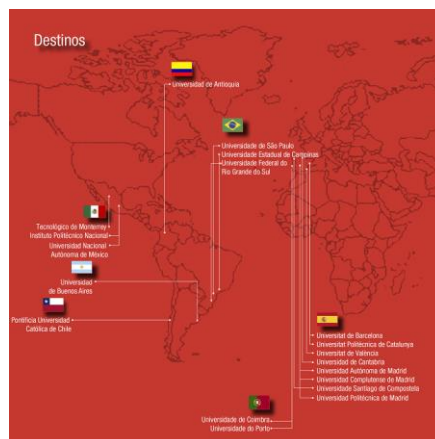 Destinos
Universidad de Antioquia
Universidade de São Paulo
Universidade Estadual de Campinas
Universidade Federal do
Rio Grande do Sul
Tecnológico de Monterrey
Instituto Politécnico Nacional
Universidad Nacional
Autónoma de México
Universidad
de Buenos Aires
Pontificia Universidad
Católica de Chile
Universitat de Barcelona
Universitat Politécnica de Catalunya
Universitat de València
Universidad de Cantabria
Universidad Autónoma de Madrid
Universidad Complutense de Madrid
Universidade Santiago de Compostela
Universidad Politécnica de Madrid
Universidade de Coimbra
Universidade do Porto